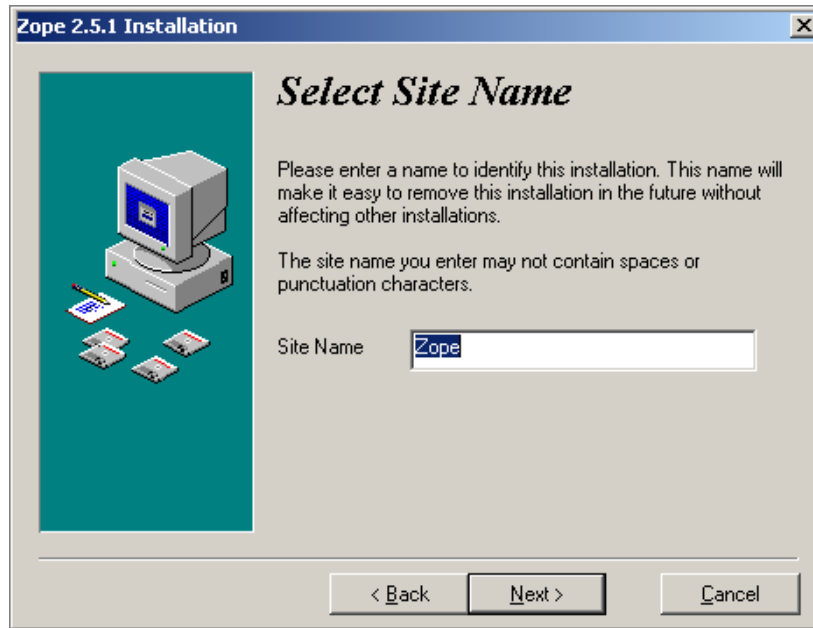 Zope 2.5.1 Installation
Select Site Name
Please enter a name to identify this installation. This name will
make it easy to remove this installation in the future without
affecting other installations.
The site name you enter may not contain spaces or
punctuation characters.
Site Name Zope
< Back Next > Cancel